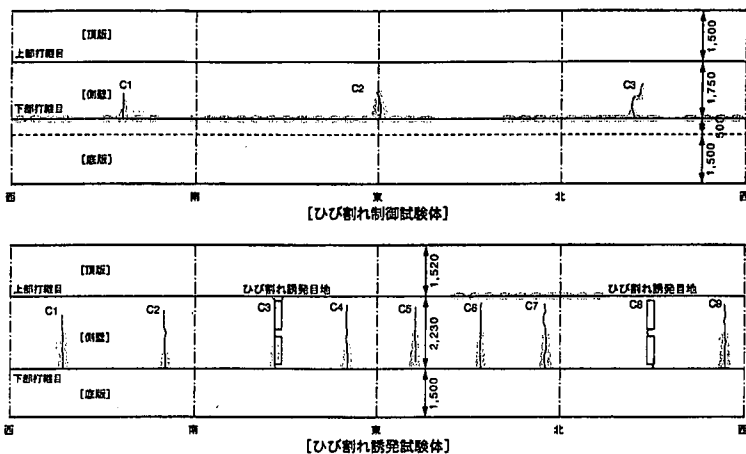 [頂版]
上部打継目
1,500
C1
[側壁]
C2
C3
1,750
下部打継目
500
[底版]
1,500
西 南 東 北 西
[ひび割れ制御試験体]
[頂版]
上部打継目
ひび割れ誘発目地
1,520
ひび割れ誘発目地
C1 C2 C3 C4 C5 C6 C7 C8 C9
[側壁]
2,230
下部打継目
[底版]
1,500
西 南 東 北 西
[ひび割れ誘発試験体]